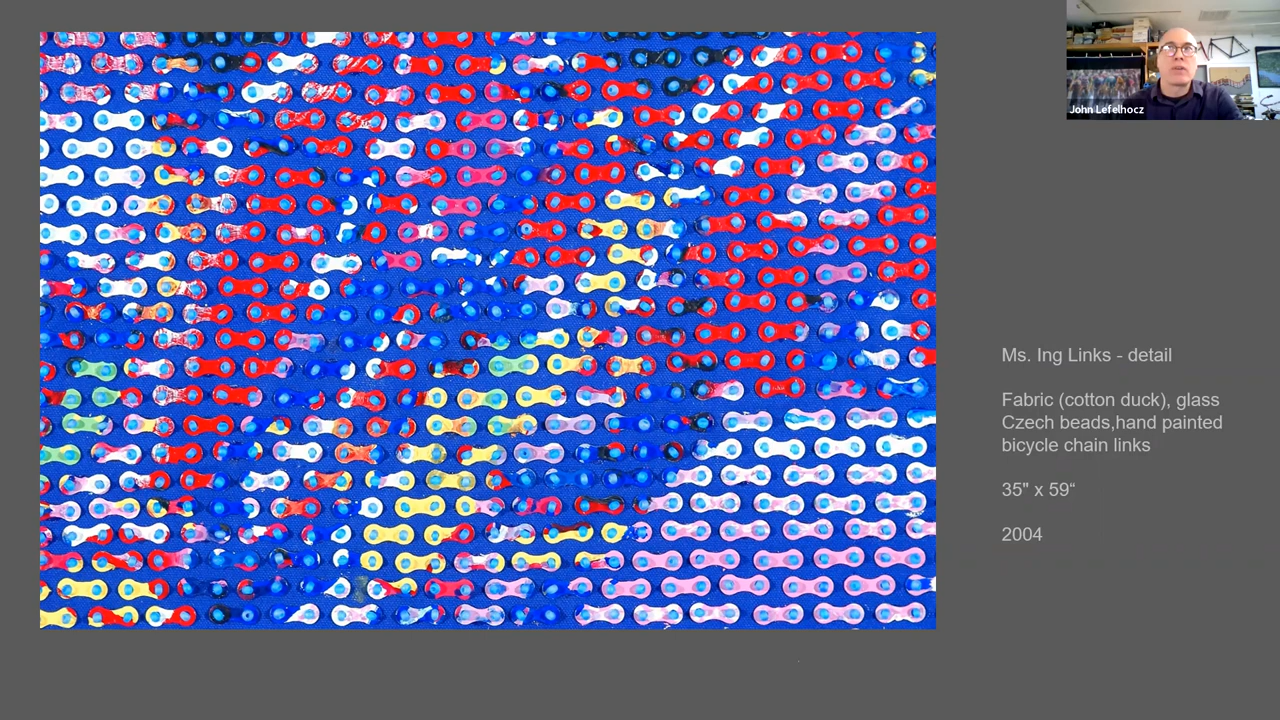 John Lefelhocz
Ms. Ing Links - detail
Fabric (cotton duck), glass
Czech beads,hand painted
bicycle chain links
35" x 59“
2004